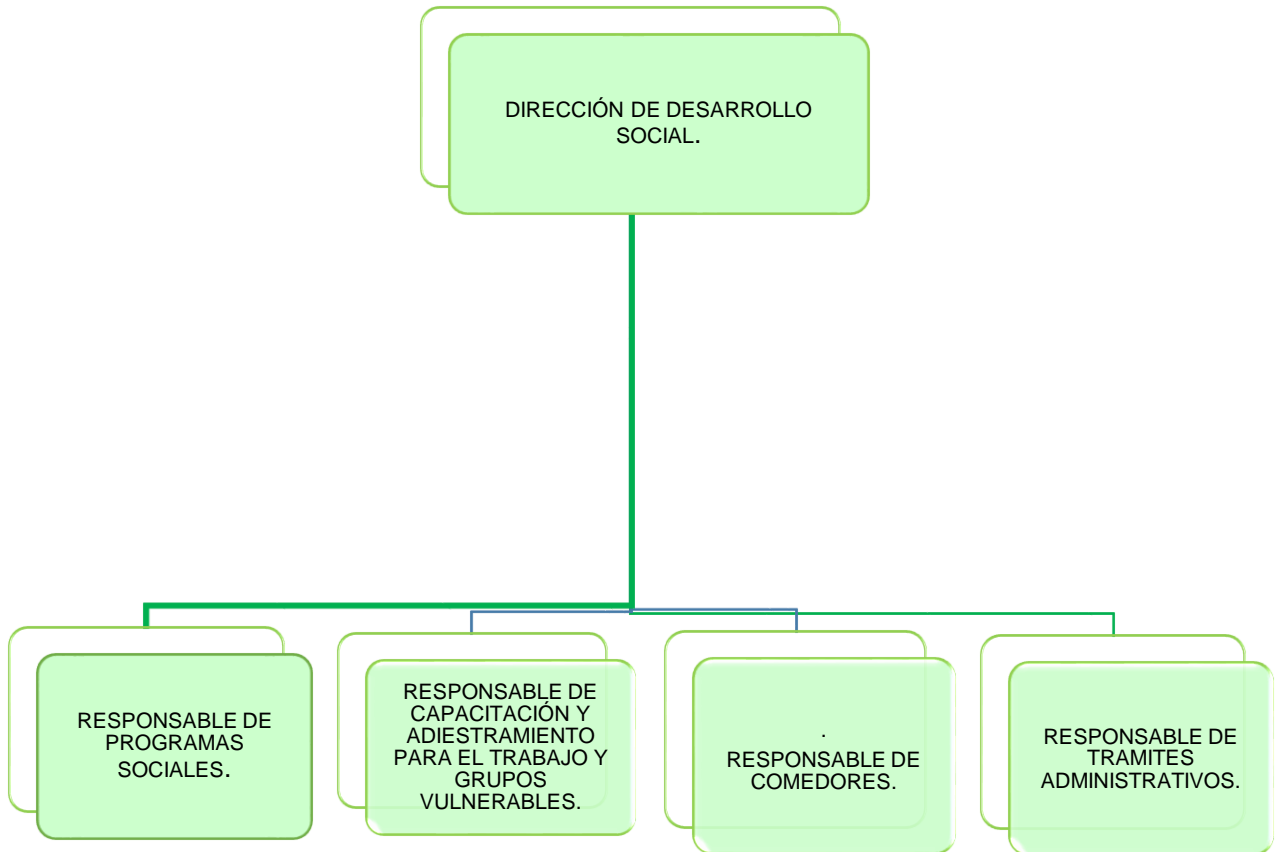 DIRECCIÓN DE DESARROLLO
SOCIAL.
RESPONSABLE DE
PROGRAMAS
SOCIALES.
RESPONSABLE DE
CAPACITACIÓN Y
ADIESTRAMIENTO
PARA EL TRABAJO Y
GRUPOS
VULNERABLES.
.
RESPONSABLE DE
COMEDORES.
RESPONSABLE DE
TRAMITES
ADMINISTRATIVOS.